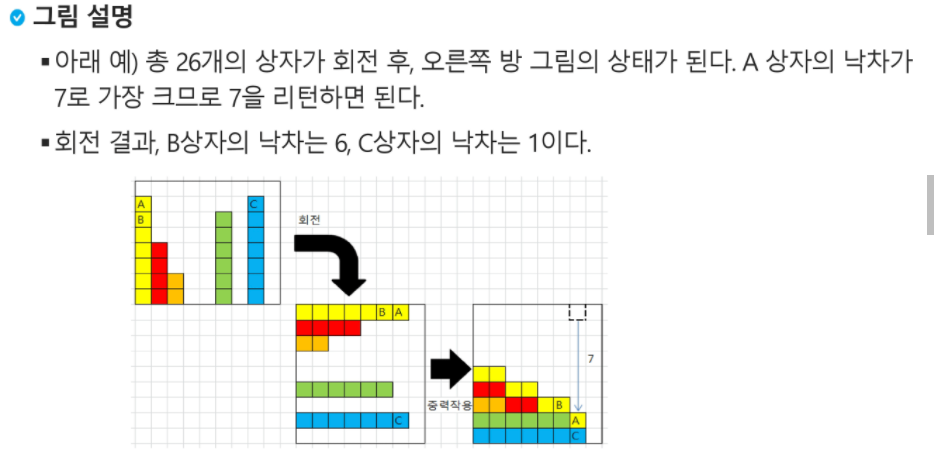 그림 설명
아래 예) 총 26개의 상자가 회전 후, 오른쪽 방 그림의 상태가 된다. A 상자의 낙차가
7로 가장 크므로 7을 리턴하면 된다.
회전 결과, B상자의 낙차는 6, C상자의 낙차는 1이다.
A
C
B
회전
B A
7
C
중력작용
B
A
C